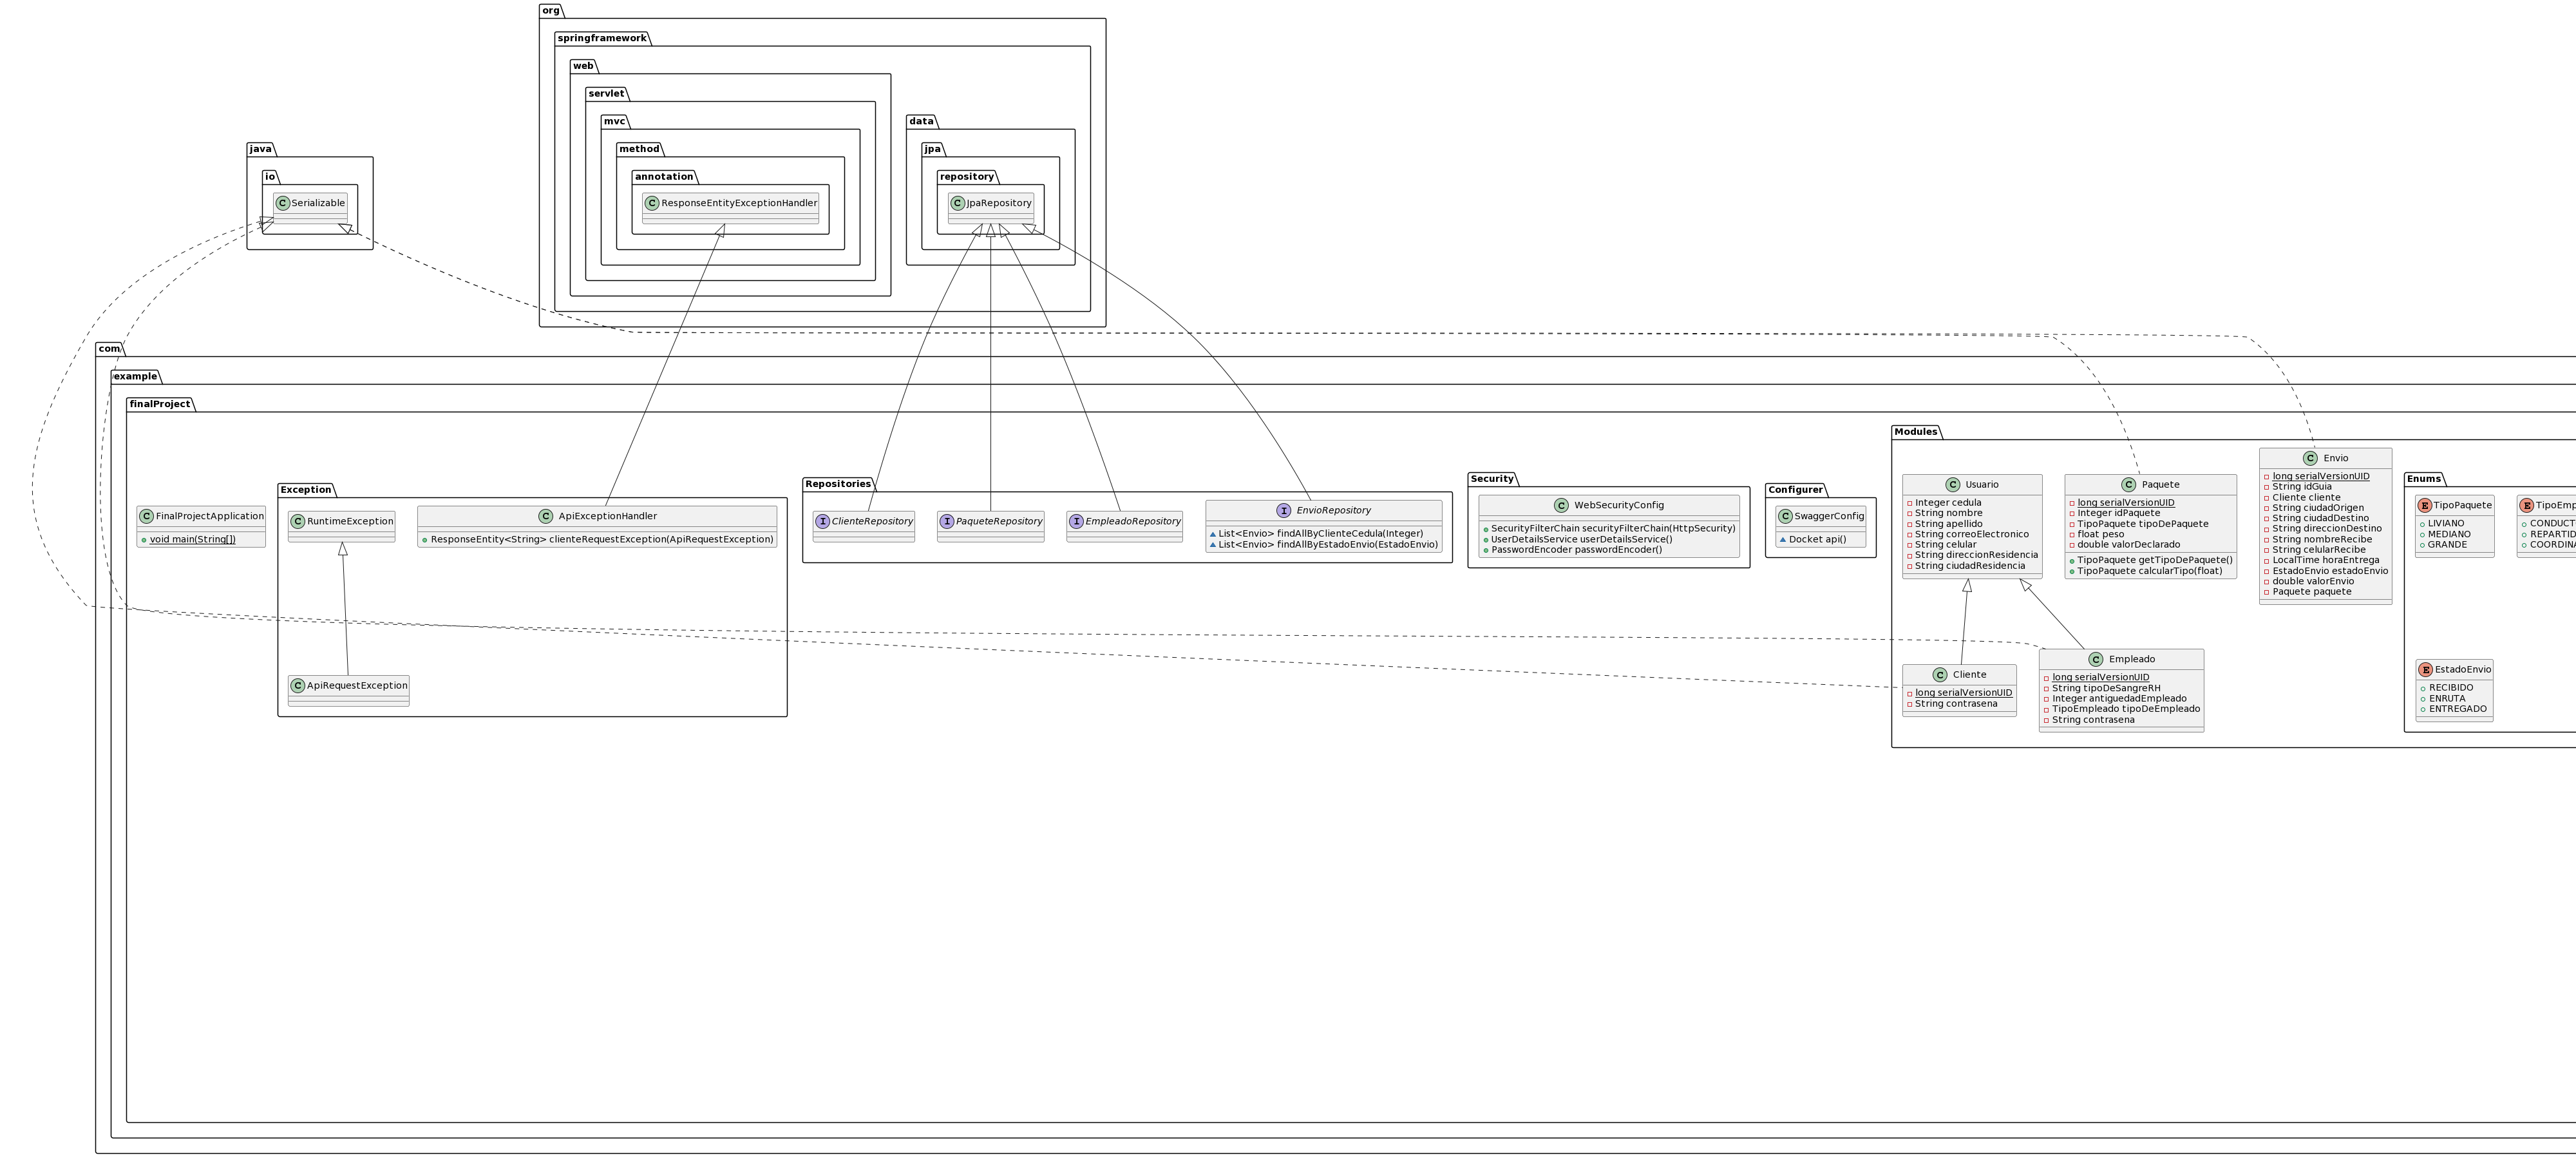 org
springframework
web
servlet
mvc
method
annotation
C ResponseEntityExceptionHandler
data
jpa
repository
C JpaRepository
java
io
C Serializable
com
example
finalProject
C FinalProjectApplication
void main(String[])
Exception
C RuntimeException
C ApiExceptionHandler
ResponseEntity<String> clienteRequestException(ApiRequestException)
C ApiRequestException
Repositories
I ClienteRepository
I PaqueteRepository
I EmpleadoRepository
I EnvioRepository
List<Envio> findAllByClienteCedula(Integer)
List<Envio> findAllByEstadoEnvio(EstadoEnvio)
Security
C WebSecurityConfig
SecurityFilterChain securityFilterChain(HttpSecurity)
UserDetailsService userDetailsService()
PasswordEncoder passwordEncoder()
Configurer
C SwaggerConfig
Docket api()
Modules
C Usuario
Integer cedula
String nombre
String apellido
String correoElectronico
String celular
String direccionResidencia
String ciudadResidencia
C Paquete
long serialVersionUID
Integer idPaquete
TipoPaquete tipoDePaquete
float peso
double valorDeclarado
TipoPaquete getTipoDePaquete()
TipoPaquete calcularTipo(float)
C Envio
long serialVersionUID
String idGuia
Cliente cliente
String ciudadOrigen
String ciudadDestino
String direccionDestino
String nombreRecibe
String celularRecibe
LocalTime horaEntrega
EstadoEnvio estadoEnvio
double valorEnvio
Paquete paquete
C Cliente
long serialVersionUID
String contrasena
C Empleado
long serialVersionUID
String tipoDeSangreRH
Integer antiguedadEmpleado
TipoEmpleado tipoDeEmpleado
String contrasena
Enums
E TipoPaquete
LIVIANO
MEDIANO
GRANDE
E TipoEmp
CONDUCT
REPARTID
COORDINA
E EstadoEnvio
RECIBIDO
ENRUTA
ENTREGADO